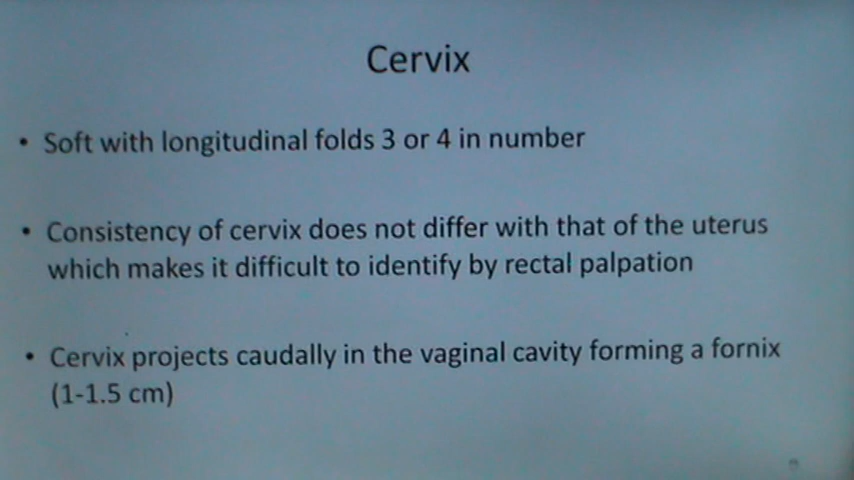 Cervix
• Soft with longitudinal folds 3 or 4 in number
• Consistency of cervix does not differ with that of the uterus
which makes it difficult to identify by rectal palpation
• Cervix projects caudally in the vaginal cavity forming a fornix
(1-1.5 cm)